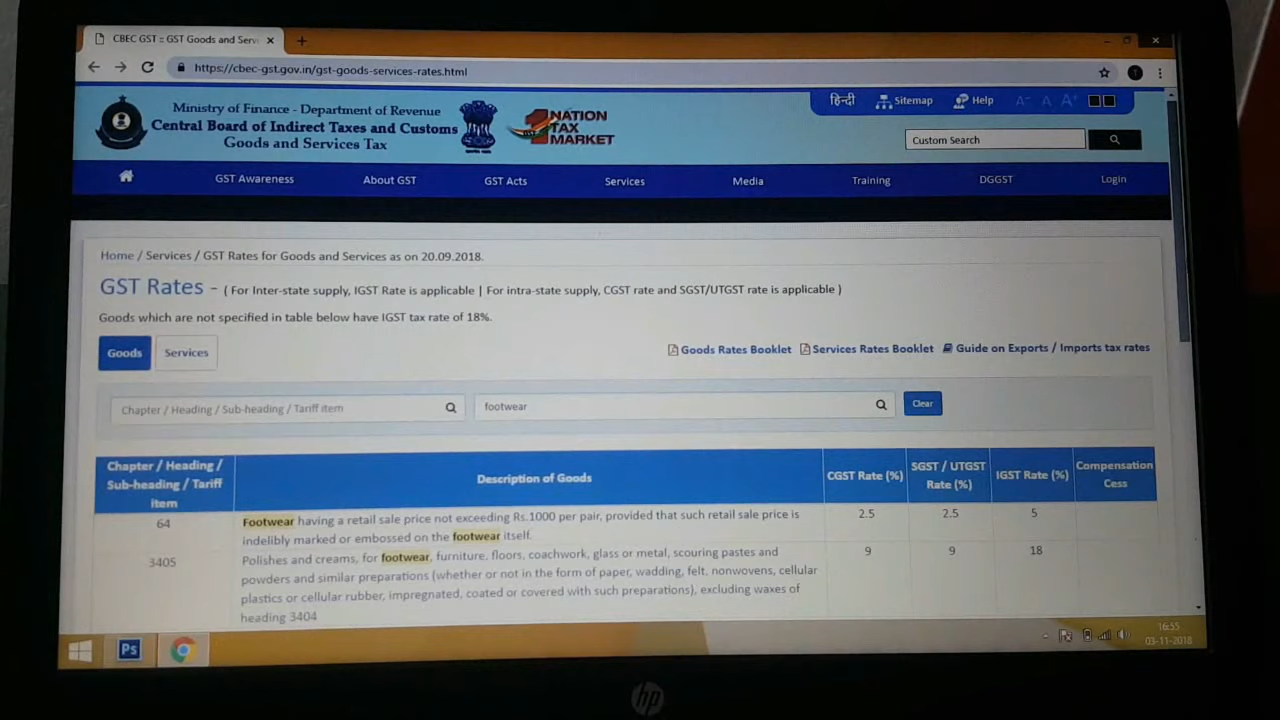 CBEC GST :: GST Goods and Serv
https://cbec-gst.gov.in/gst-goods-services-rates.html
Ministry of Finance - Department of Revenue
Central Board of Indirect Taxes and Customs
Goods and Services Tax
1 NATION
TAX
MARKET
हिन्दी Sitemap Help A- A A+
Custom Search
GST Awareness About GST GST Acts Services Media Training DGGST Login
Home / Services / GST Rates for Goods and Services as on 20.09.2018.
GST Rates - ( For Inter-state supply, IGST Rate is applicable | For intra-state supply, CGST rate and SGST/UTGST rate is applicable )
Goods which are not specified in table below have IGST tax rate of 18%.
Goods Services
Goods Rates Booklet Services Rates Booklet Guide on Exports / Imports tax rates
Chapter / Heading / Sub-heading / Tariff item footwear Clear
Chapter / Heading /
Sub-heading / Tariff
item
Description of Goods
CGST Rate (%)
SGST / UTGST
Rate (%)
IGST Rate (%)
Compensation
Cess
64
Footwear having a retail sale price not exceeding Rs.1000 per pair, provided that such retail sale price is
indelibly marked or embossed on the footwear itself.
2.5 2.5 5
3405
Polishes and creams, for footwear, furniture, floors, coachwork, glass or metal, scouring pastes and
powders and similar preparations (whether or not in the form of paper, wadding, felt, nonwovens, cellular
plastics or cellular rubber, impregnated, coated or covered with such preparations), excluding waxes of
heading 3404
9 9 18
Ps
16:55
03-11-2018
hp